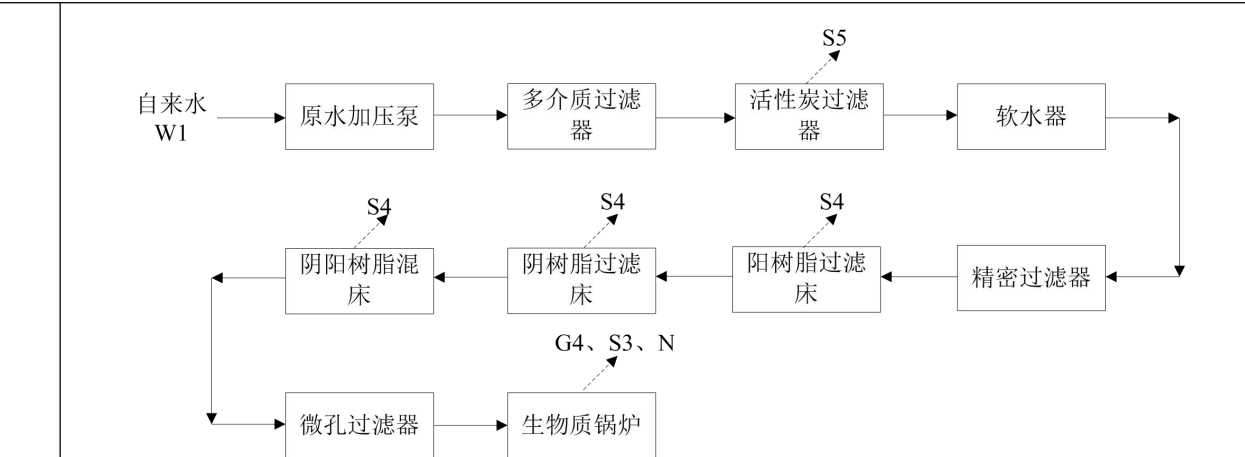 S5
自来水
W1
原水加压泵
多介质过滤
器
活性炭过滤
器
软水器
S4
S4
S4
阴阳树脂混
床
阴树脂过滤
床
阳树脂过滤
床
精密过滤器
G4、S3、N
微孔过滤器
生物质锅炉